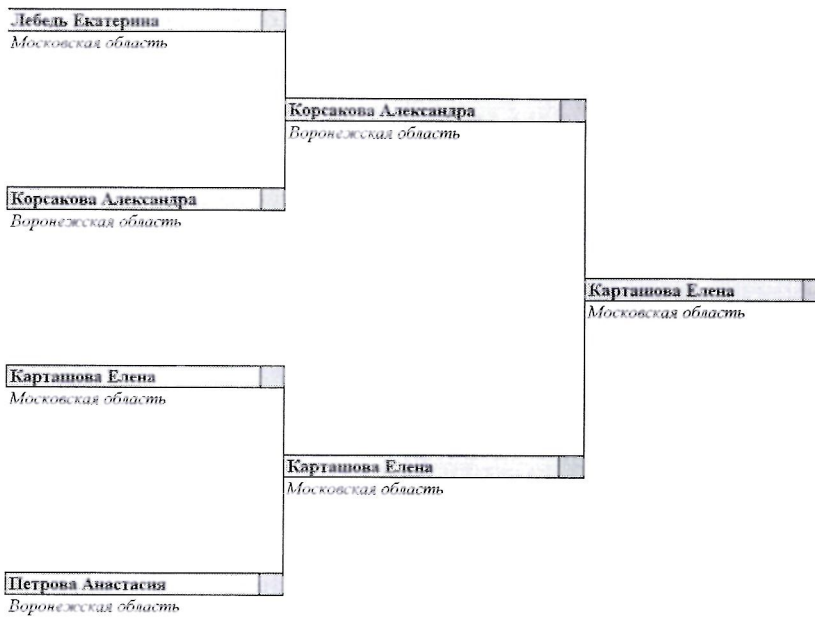 Лебедь Екатерина
Московская область
Корсакова Александра
Воронежская область
Корсакова Александра
Воронежская область
Карташова Елена
Московская область
Карташова Елена
Московская область
Карташова Елена
Московская область
Петрова Анастасия
Воронежская область